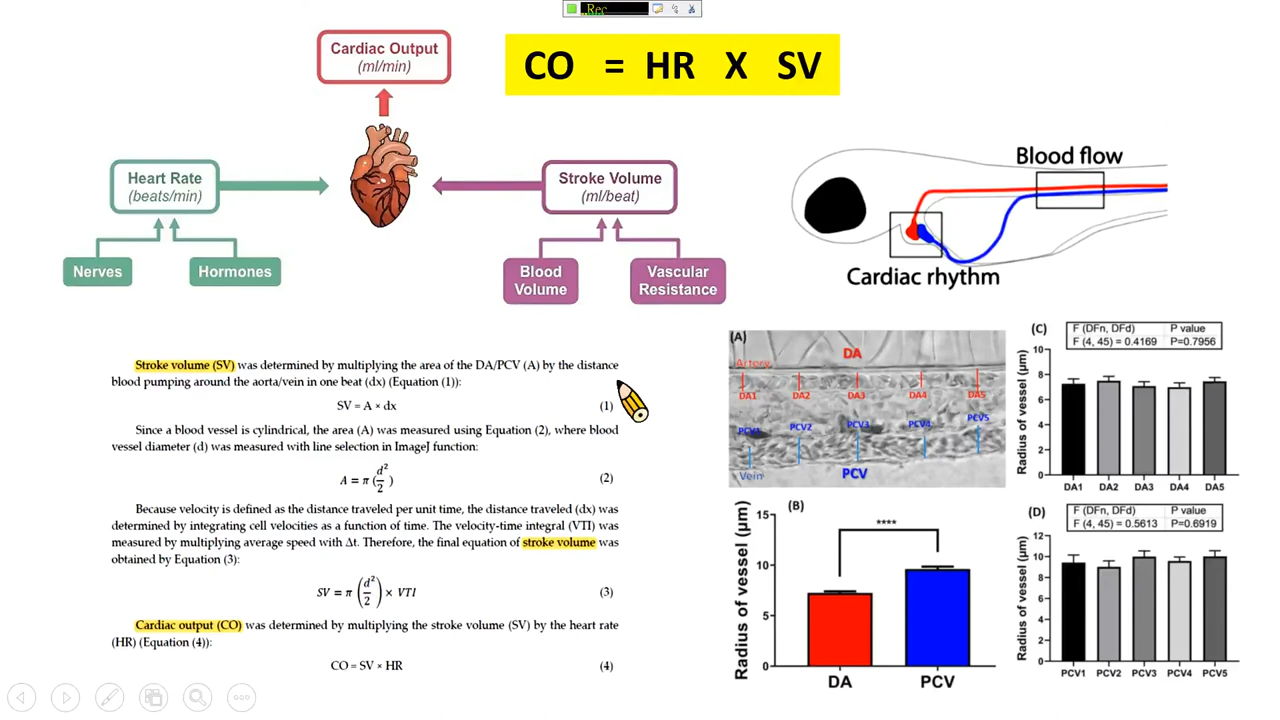 Rec
Cardiac Output
(ml/min)
CO = HR X SV
Heart Rate
(beats/min)
Stroke Volume
(ml/beat)
Nerves
Hormones
Blood
Volume
Vascular
Resistance
Blood flow
Cardiac rhythm
Stroke volume (SV) was determined by multiplying the area of the DA/PCV (A) by the distance
blood pumping around the aorta/vein in one beat (dx) (Equation (1)):
SV = A × dx (1)
Since a blood vessel is cylindrical, the area (A) was measured using Equation (2), where blood
vessel diameter (d) was measured with line selection in ImageJ function:
A = π (d²/2) (2)
Because velocity is defined as the distance traveled per unit time, the distance traveled (dx) was
determined by integrating cell velocities as a function of time. The velocity-time integral (VTI) was
measured by multiplying average speed with Δt. Therefore, the final equation of stroke volume was
obtained by Equation (3):
SV = π (d²/2) × VTI (3)
Cardiac output (CO) was determined by multiplying the stroke volume (SV) by the heart rate
(HR) (Equation (4)):
CO = SV × HR (4)
(A)
DA
Artery
DA1 DA2 DA3 DA4 DA5
PCV1 PCV2 PCV3 PCV4 PCV5
Vein
PCV
(B)
Radius of vessel (μm)
15
10
5
0
****
DA PCV
(C)
F (DFn, DFd) P value
F (4, 45) = 0.4169 P=0.7956
Radius of vessel (μm)
10
8
6
4
2
0
DA1 DA2 DA3 DA4 DA5
(D)
F (DFn, DFd) P value
F (4, 45) = 0.5613 P=0.6919
Radius of vessel (μm)
12
10
8
6
4
2
0
PCV1 PCV2 PCV3 PCV4 PCV5